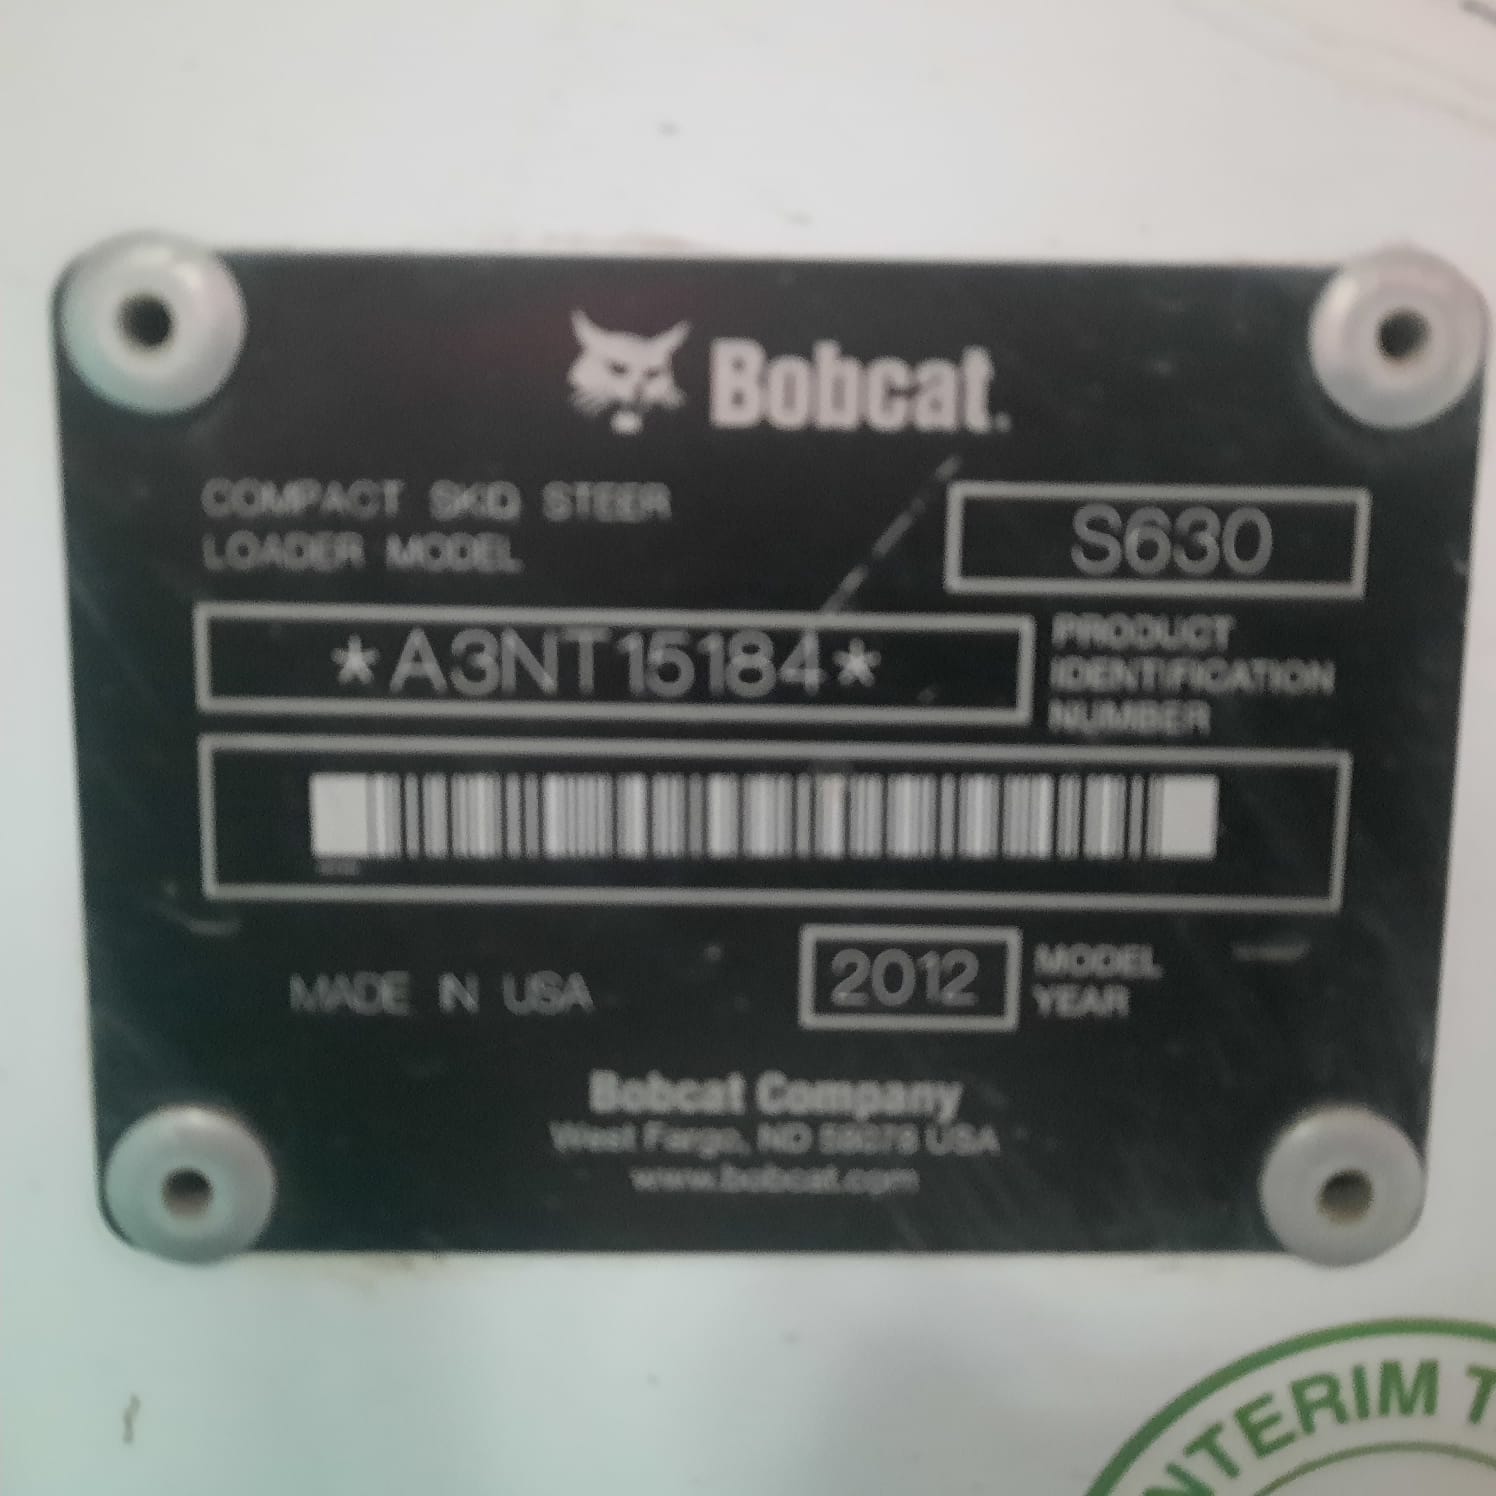 Bobcat.
COMPACT SKID STEER
LOADER MODEL
S630
*A3NT15184*
PRODUCT
IDENTIFICATION
NUMBER
MADE IN USA
2012
MODEL
YEAR
Bobcat Company
West Fargo, ND 58078 USA
www.bobcat.com
INTERIM T